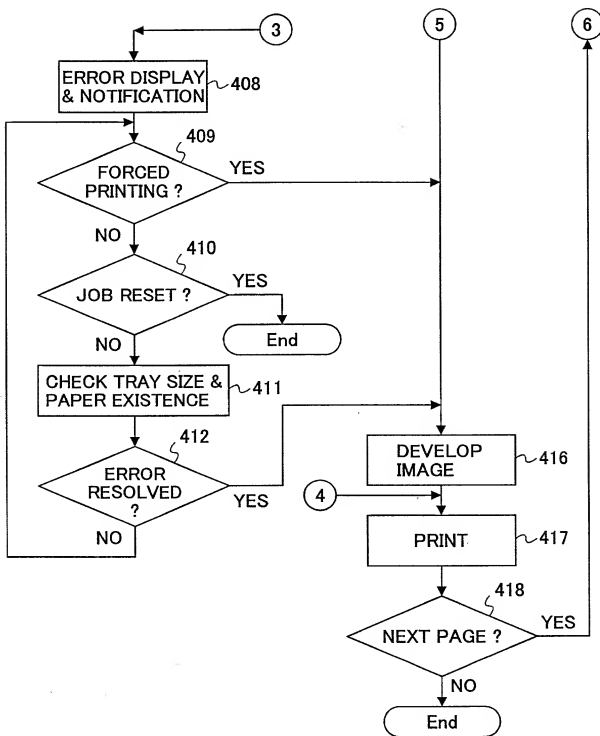 3
5
6
ERROR DISPLAY
& NOTIFICATION
408
409
FORCED
PRINTING ?
YES
NO
410
JOB RESET ?
YES
End
NO
CHECK TRAY SIZE &
PAPER EXISTENCE
411
412
ERROR
RESOLVED
?
YES
NO
DEVELOP
IMAGE
416
4
PRINT
417
418
NEXT PAGE ?
YES
NO
End